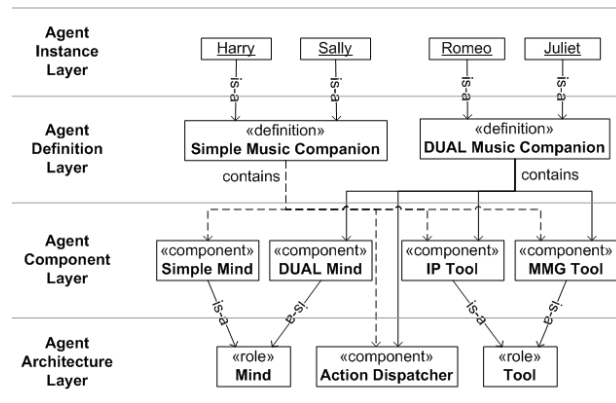 Agent
Instance
Layer
Harry
Sally
Romeo
Juliet
is-a
is-a
is-a
is-a
Agent
Definition
Layer
«definition»
Simple Music Companion
«definition»
DUAL Music Companion
contains
contains
Agent
Component
Layer
«component»
Simple Mind
«component»
DUAL Mind
«component»
IP Tool
«component»
MMG Tool
is-a
is-a
is-a
is-a
Agent
Architecture
Layer
«role»
Mind
«component»
Action Dispatcher
«role»
Tool